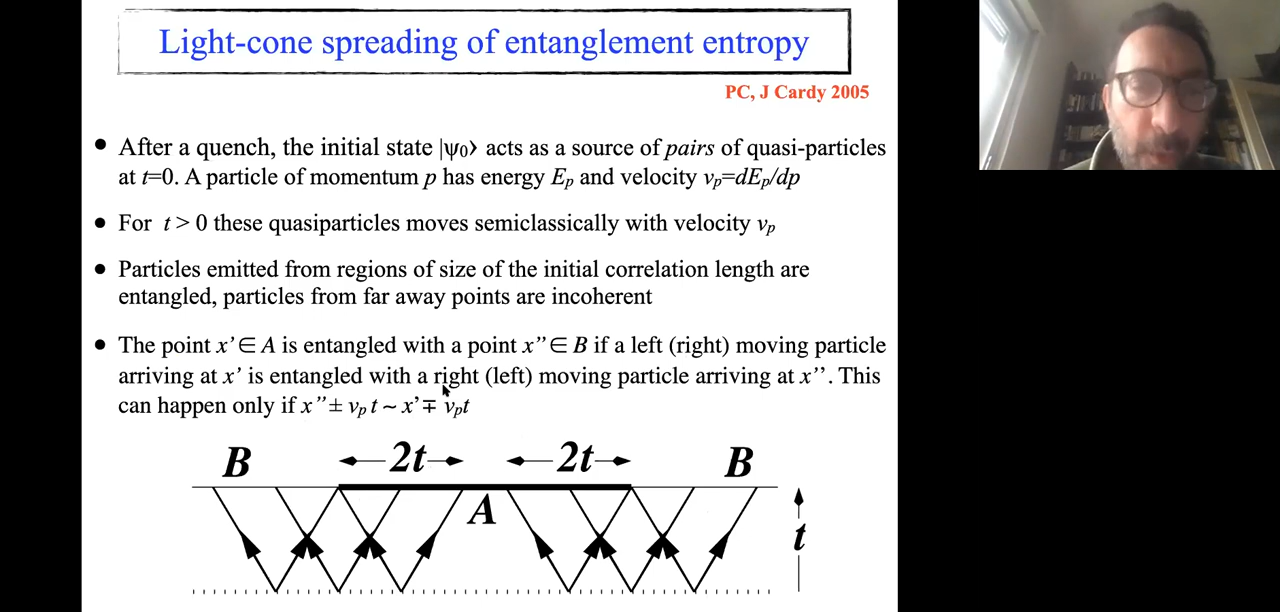 Light-cone spreading of entanglement entropy
PC, J Cardy 2005
• After a quench, the initial state |ψ₀⟩ acts as a source of pairs of quasi-particles
at t=0. A particle of momentum p has energy Eₚ and velocity vₚ=dEₚ/dp
• For t > 0 these quasiparticles moves semiclassically with velocity vₚ
• Particles emitted from regions of size of the initial correlation length are
entangled, particles from far away points are incoherent
• The point x’∈ A is entangled with a point x”∈ B if a left (right) moving particle
arriving at x’ is entangled with a right (left) moving particle arriving at x”. This
can happen only if x”± vₚ t ~ x’∓ vₚt
B 2t 2t B
A
t